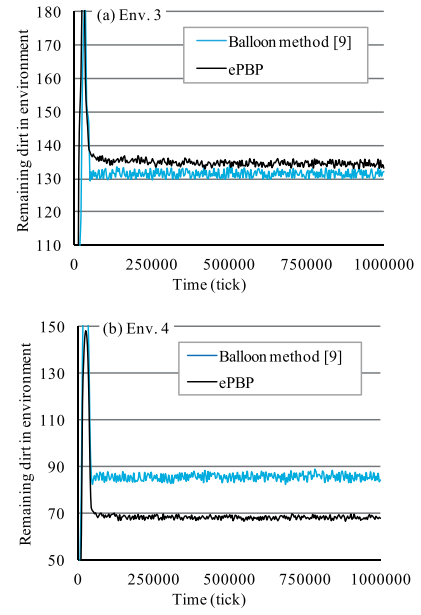 (a) Env. 3
Balloon method [9]
ePBP
Remaining dirt in environment
180
170
160
150
140
130
120
110
0 250000 500000 750000 1000000
Time (tick)
(b) Env. 4
Balloon method [9]
ePBP
Remaining dirt in environment
150
130
110
90
70
50
0 250000 500000 750000 1000000
Time (tick)